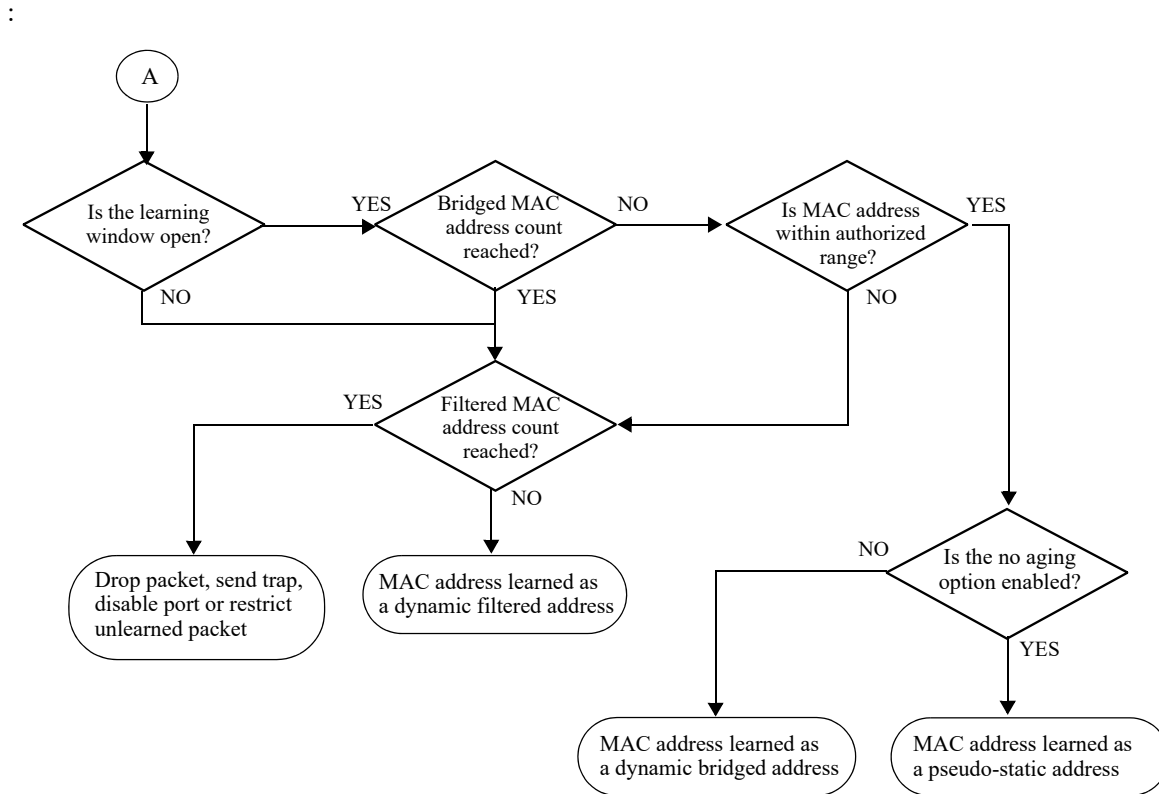 :
A
Is the learning
window open?
YES
Bridged MAC
address count
reached?
NO
Is MAC address
within authorized
range?
YES
NO
YES
NO
YES
Filtered MAC
address count
reached?
NO
NO
Is the no aging
option enabled?
YES
Drop packet, send trap,
disable port or restrict
unlearned packet
MAC address learned as
a dynamic filtered address
MAC address learned as
a dynamic bridged address
MAC address learned as
a pseudo-static address